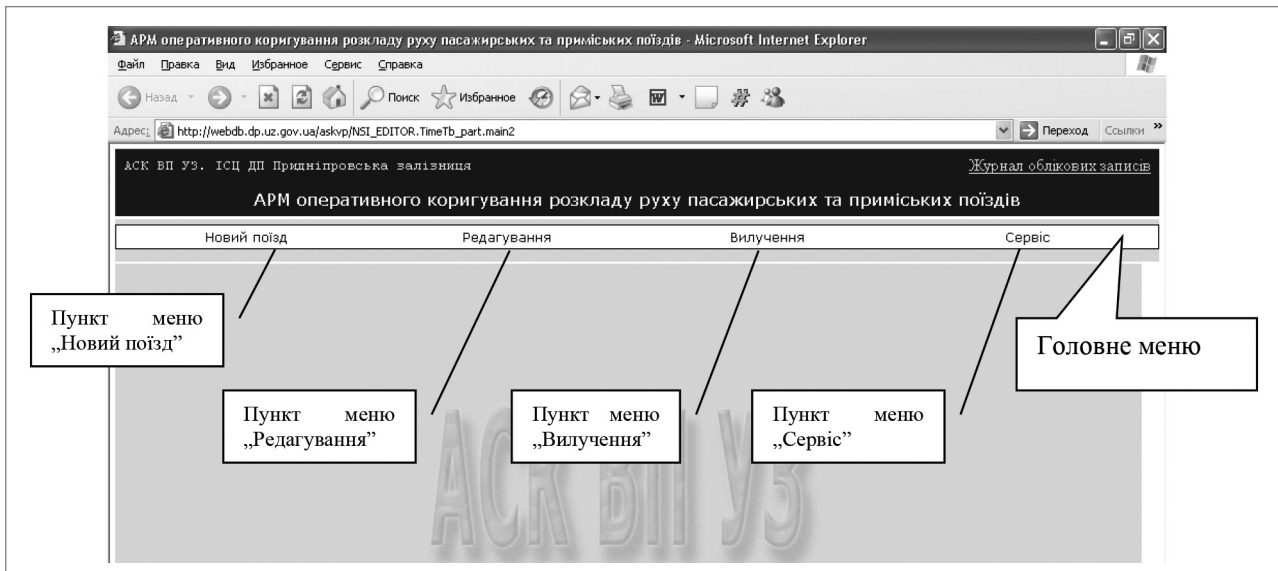 АРМ оперативного коригування розкладу руху пасажирських та приміських поїздів - Microsoft Internet Explorer
Файл Правка Вид Избранное Сервис Справка
Назад Поиск Избранное
Адрес: http://webdb.dp.uz.gov.ua/askvp/NSI_EDITOR.TimeTb_part.main2 Переход Ссылки »
АСК ВП УЗ. ІСЦ ДП Придніпровська залізниця Журнал облікових записів
АРМ оперативного коригування розкладу руху пасажирських та приміських поїздів
Новий поїзд Редагування Вилучення Сервіс
Пункт меню
„Новий поїзд”
Головне меню
Пункт меню
„Редагування”
Пункт меню
„Вилучення”
Пункт меню
„Сервіс”
АСК ВП УЗ